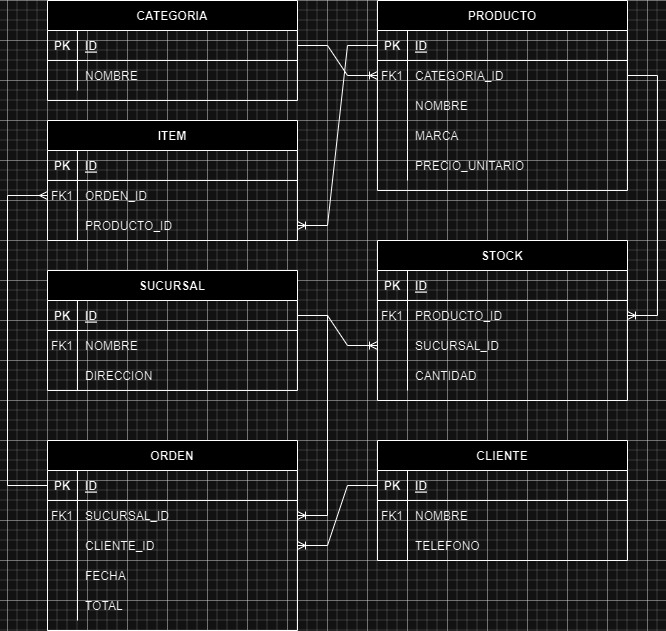 CATEGORIA
PK ID
NOMBRE
PRODUCTO
PK ID
FK1 CATEGORIA_ID
NOMBRE
MARCA
PRECIO_UNITARIO
ITEM
PK ID
FK1 ORDEN_ID
PRODUCTO_ID
STOCK
PK ID
FK1 PRODUCTO_ID
SUCURSAL_ID
CANTIDAD
SUCURSAL
PK ID
FK1 NOMBRE
DIRECCION
ORDEN
PK ID
FK1 SUCURSAL_ID
CLIENTE_ID
FECHA
TOTAL
CLIENTE
PK ID
FK1 NOMBRE
TELEFONO